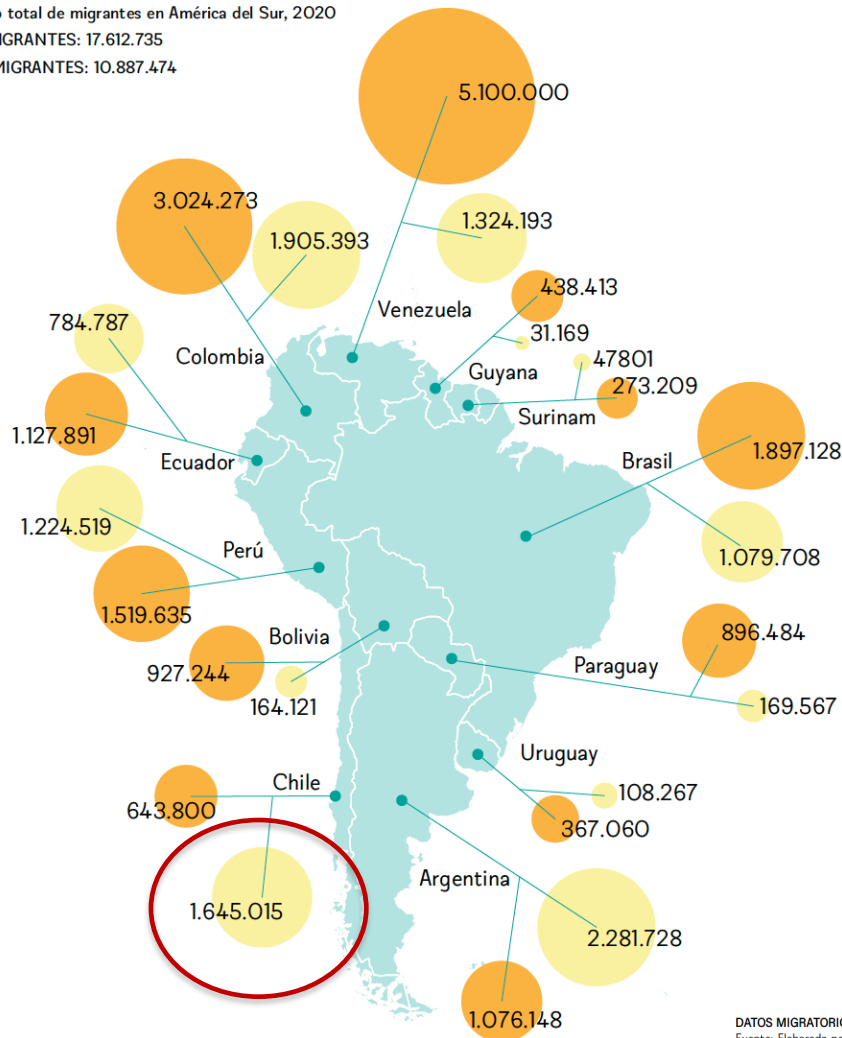 total de migrantes en América del Sur, 2020
17.612.735
10.887.474
5.100.000
3.024.273
1.905.393
1.324.193
Venezuela
438.413
784.787
31.169
Colombia
Guyana
47801
273.209
Surinam
1.127.891
Ecuador
Brasil
1.897.128
1.224.519
Perú
1.079.708
1.519.635
Bolivia
896.484
927.244
Paraguay
164.121
169.567
Uruguay
Chile
108.267
643.800
367.060
Argentina
1.645.015
2.281.728
1.076.148
DATOS
Fuente: